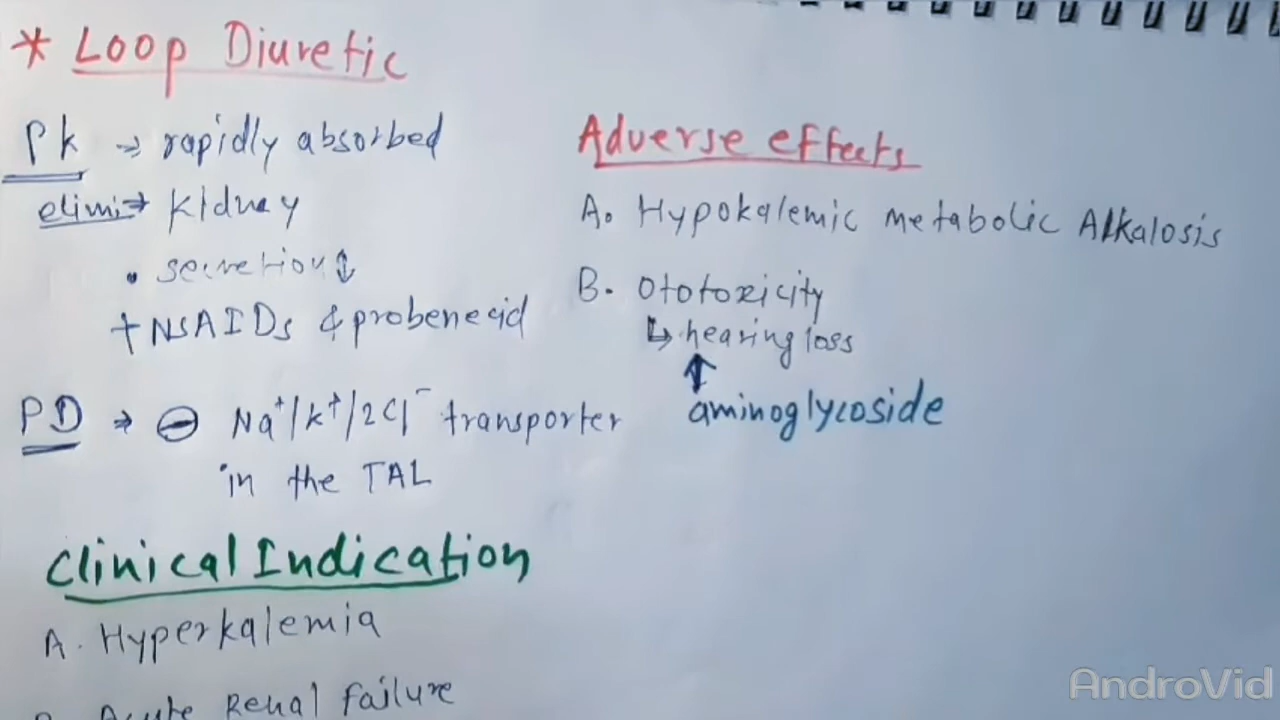 * Loop Diuretic
Pk → rapidly absorbed
elimi → Kidney
• secretion ↓
+ NSAIDs & probenecid
PD → ⊖ Na⁺/K⁺/2Cl⁻ transporter
in the TAL
Clinical Indication
A. Hyperkalemia
B. Acute Renal failure
Adverse effects
A. Hypokalemic metabolic Alkalosis
B. Ototoxicity
↳ hearing loss
↑
aminoglycoside
AndroVid